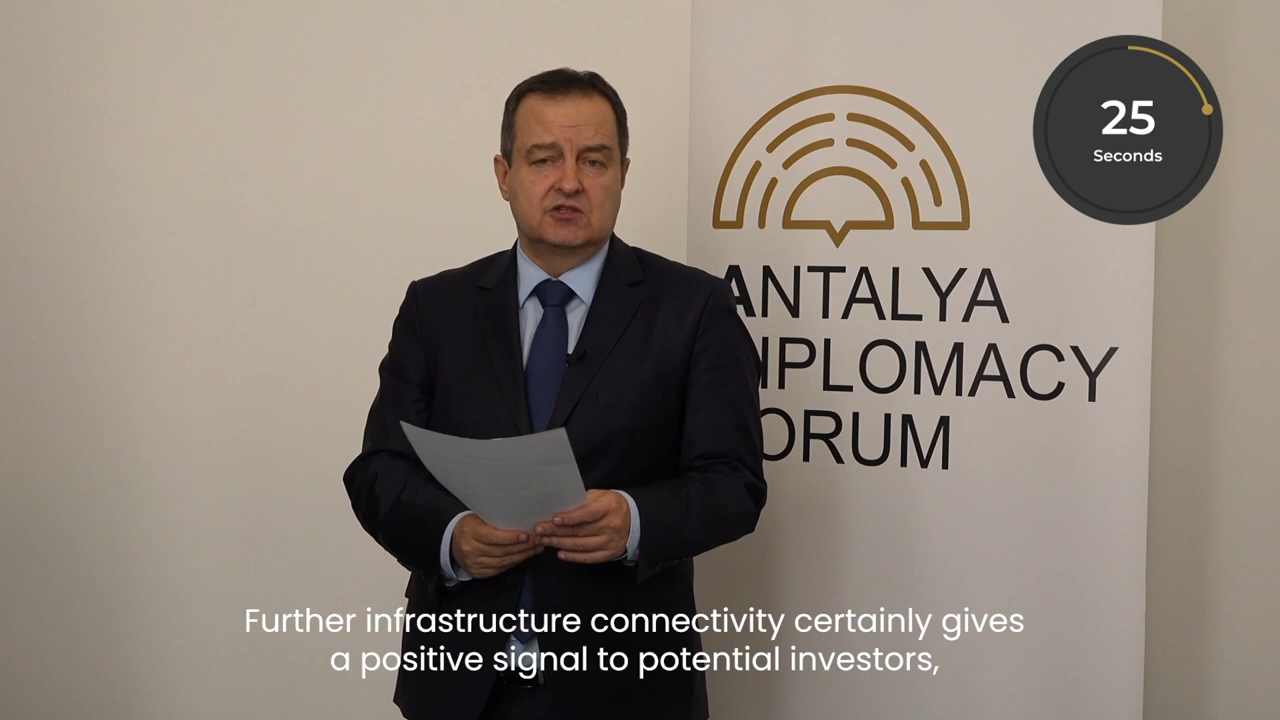 25
Seconds
ANTALYA
IPLOMACY
ORUM
Further infrastructure connectivity certainly gives
a positive signal to potential investors,